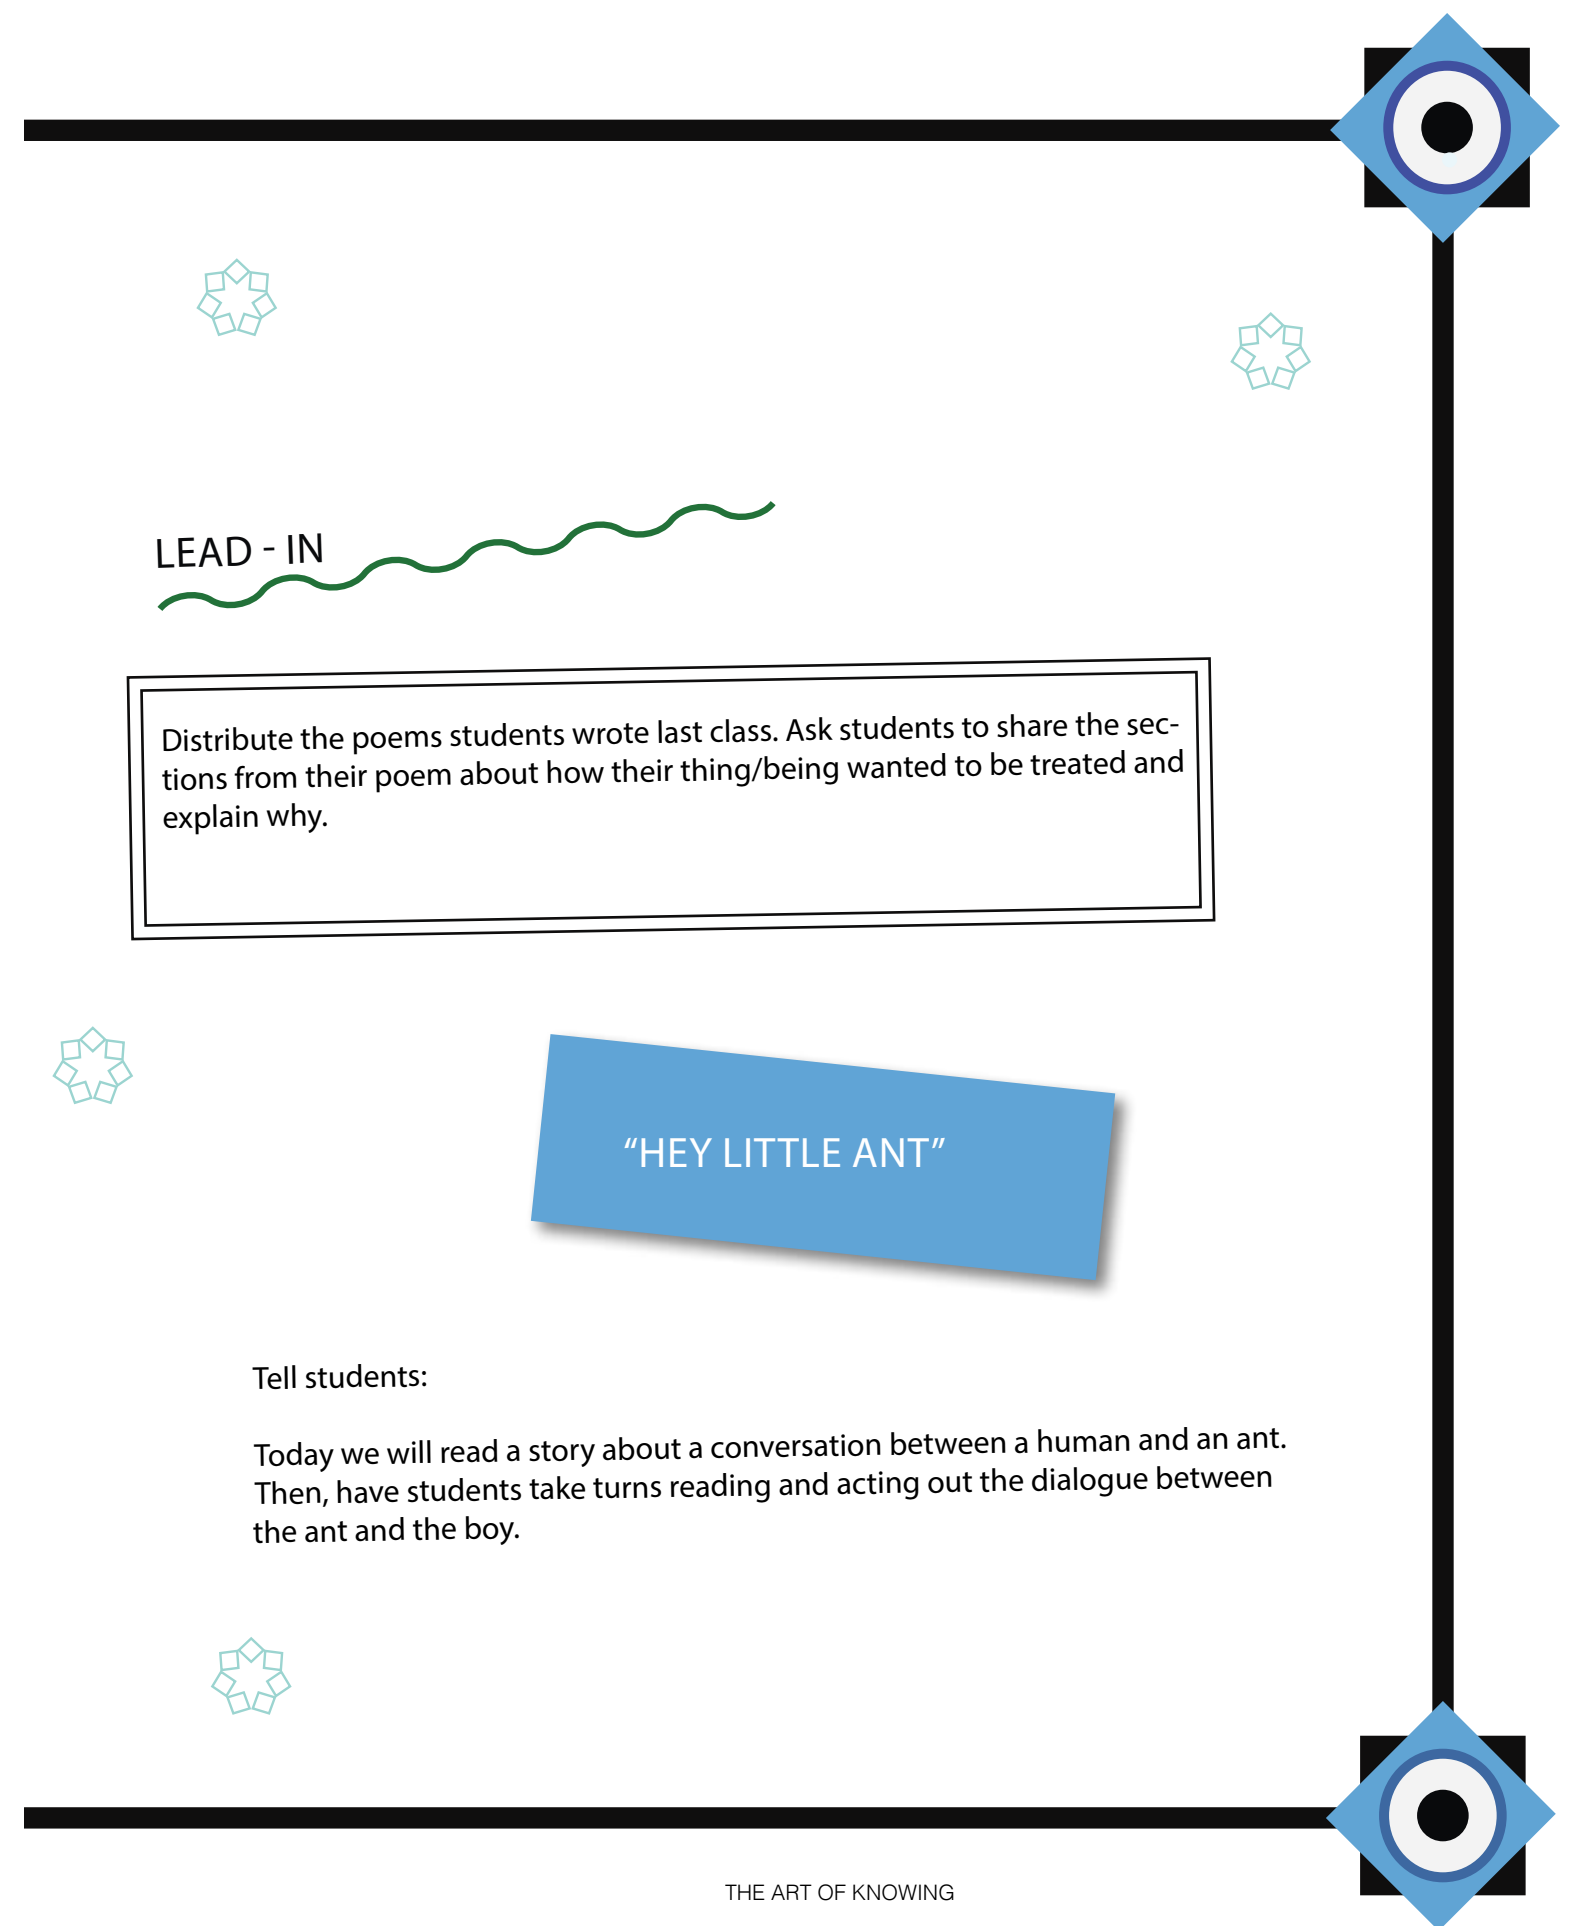 LEAD - IN
Distribute the poems students wrote last class. Ask students to share the sec-
tions from their poem about how their thing/being wanted to be treated and
explain why.
“HEY LITTLE ANT”
Tell students:
Today we will read a story about a conversation between a human and an ant.
Then, have students take turns reading and acting out the dialogue between
the ant and the boy.
THE ART OF KNOWING